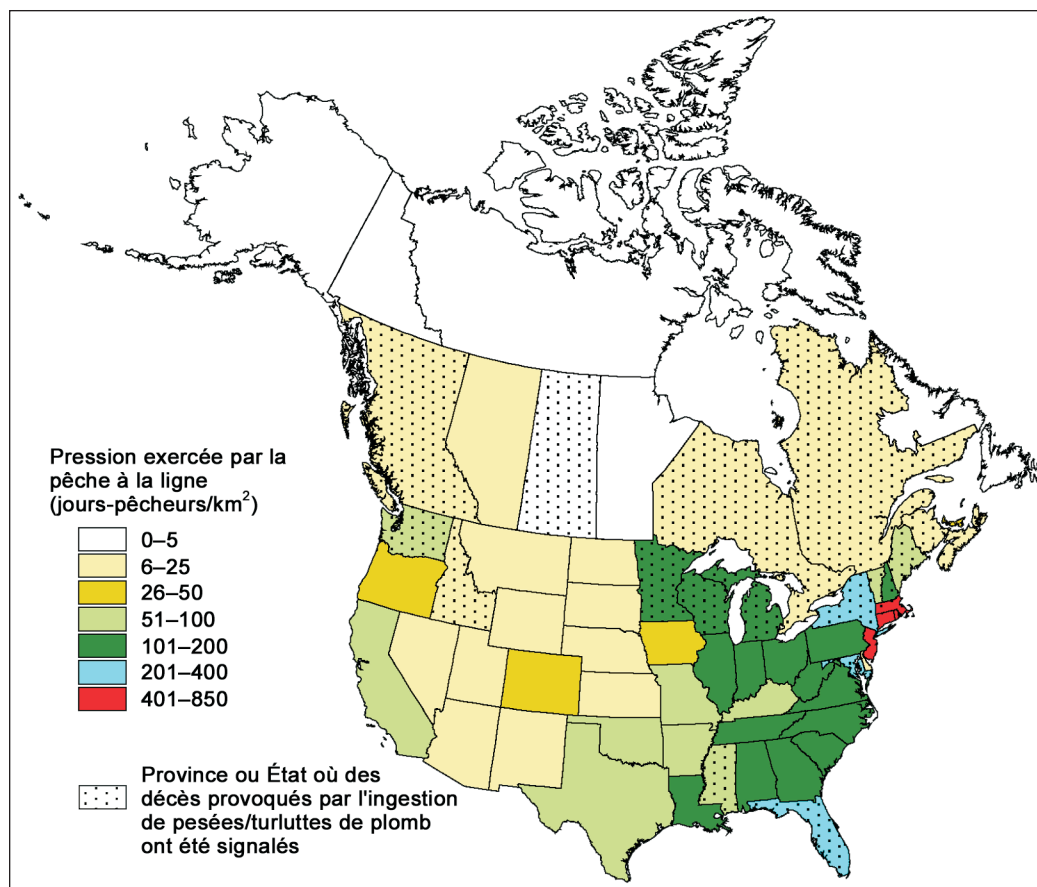 Pression exercée par la
pêche à la ligne
(jours-pêcheurs/km²)
0–5
6–25
26–50
51–100
101–200
201–400
401–850
Province ou État où des
décès provoqués par l'ingestion
de pesées/turluttes de plomb
ont été signalés